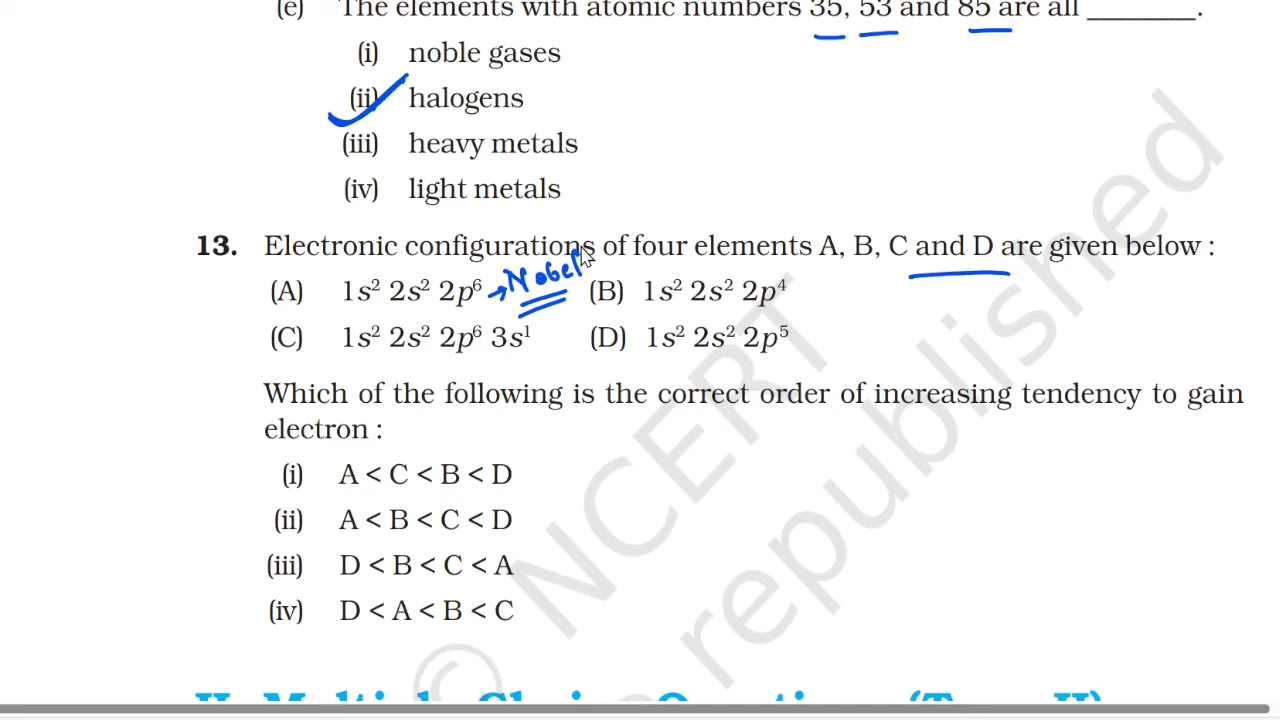 (e) The elements with atomic numbers 35, 53 and 85 are all ________.
(i) noble gases
(ii) halogens
(iii) heavy metals
(iv) light metals
13. Electronic configurations of four elements A, B, C and D are given below :
(A) 1s² 2s² 2p⁶ → Nobel (B) 1s² 2s² 2p⁴
(C) 1s² 2s² 2p⁶ 3s¹ (D) 1s² 2s² 2p⁵
Which of the following is the correct order of increasing tendency to gain
electron :
(i) A < C < B < D
(ii) A < B < C < D
(iii) D < B < C < A
(iv) D < A < B < C
© NCERT
republished